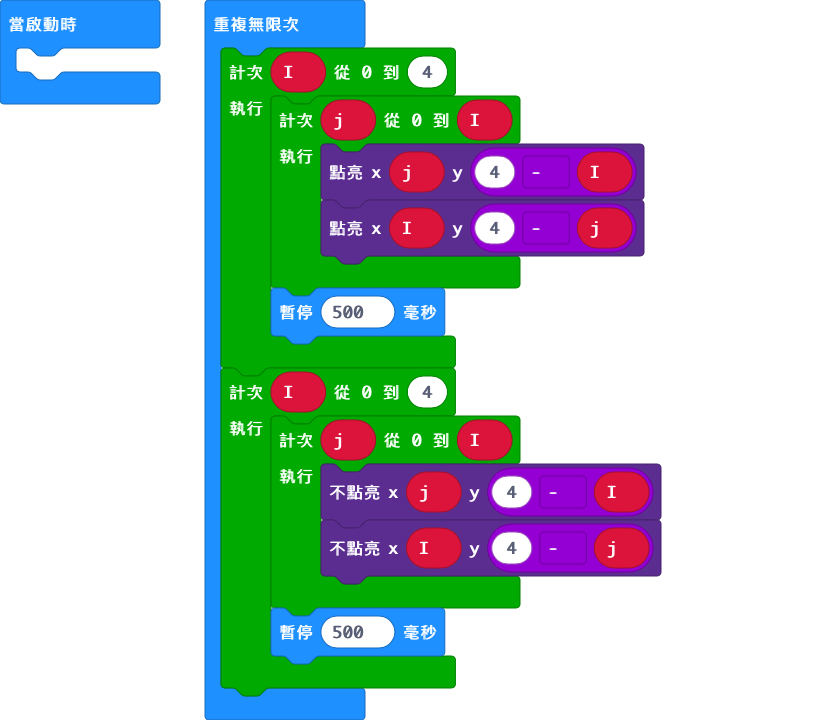 當啟動時
重複無限次
計次 I 從 0 到 4
執行
計次 j 從 0 到 I
執行
點亮 x j y 4 - I
點亮 x I y 4 - j
暫停 500 毫秒
計次 I 從 0 到 4
執行
計次 j 從 0 到 I
執行
不點亮 x j y 4 - I
不點亮 x I y 4 - j
暫停 500 毫秒